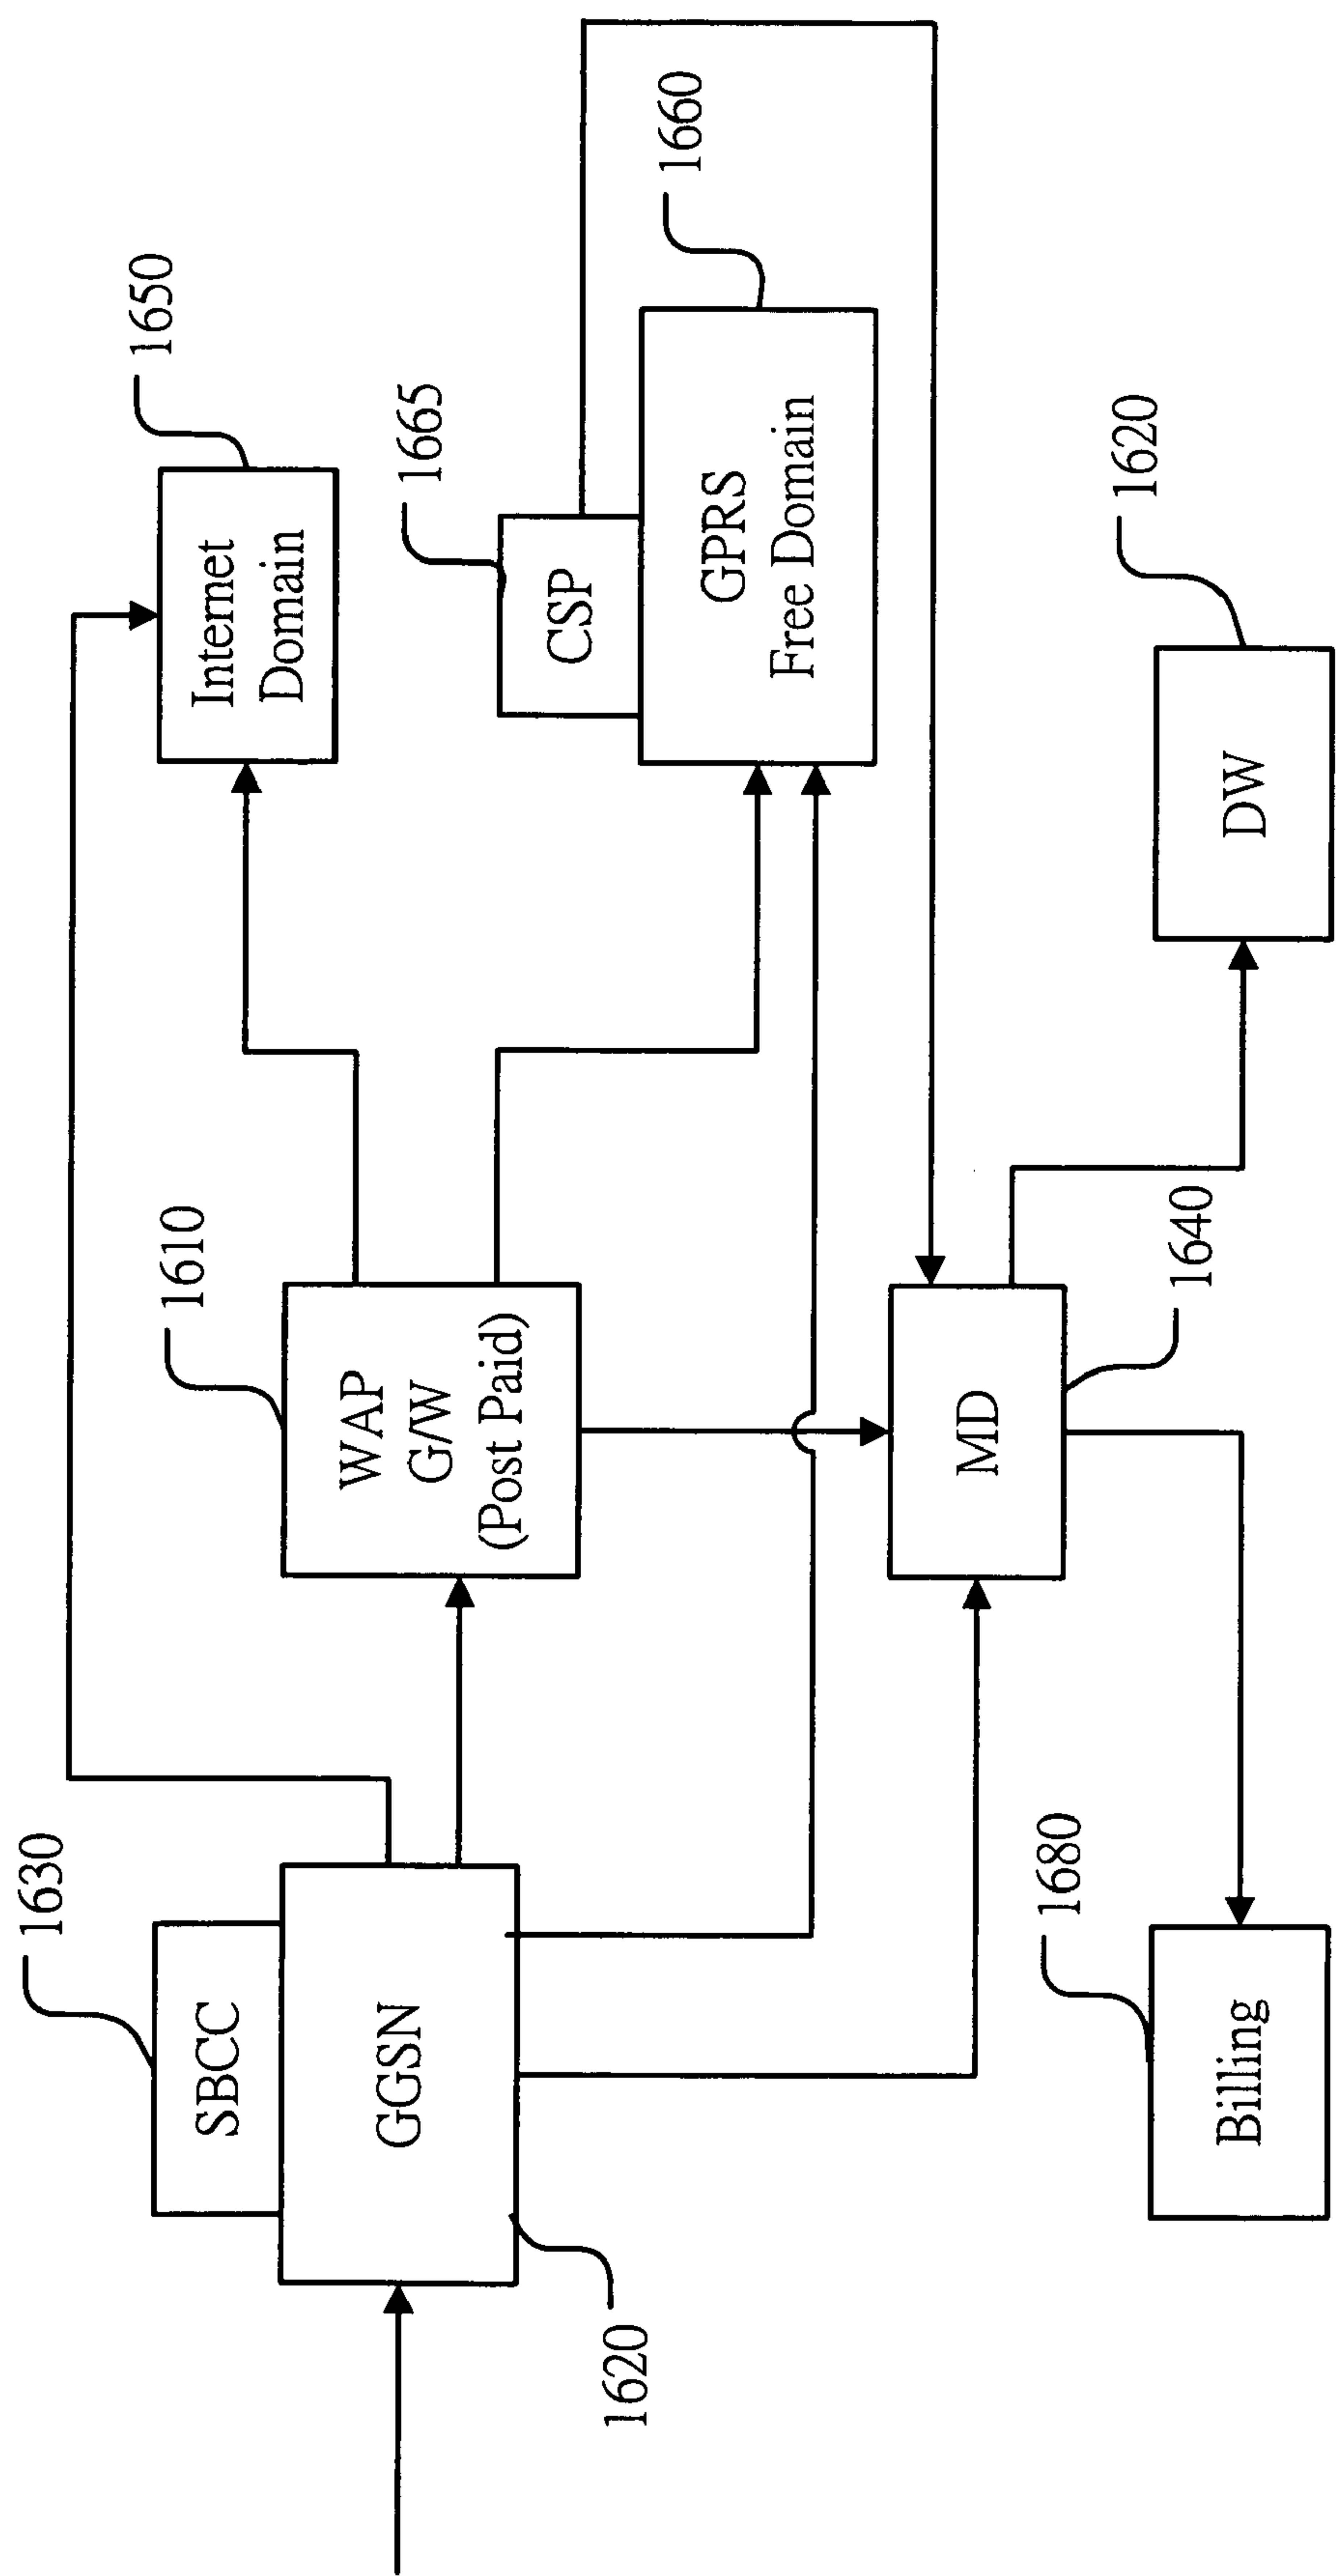 1630
SBCC
GGSN
1620
1610
WAP
G/W
(Post Paid)
1650
Internet
Domain
1665
CSP
1660
GPRS
Free Domain
MD
1640
1680
Billing
1620
DW